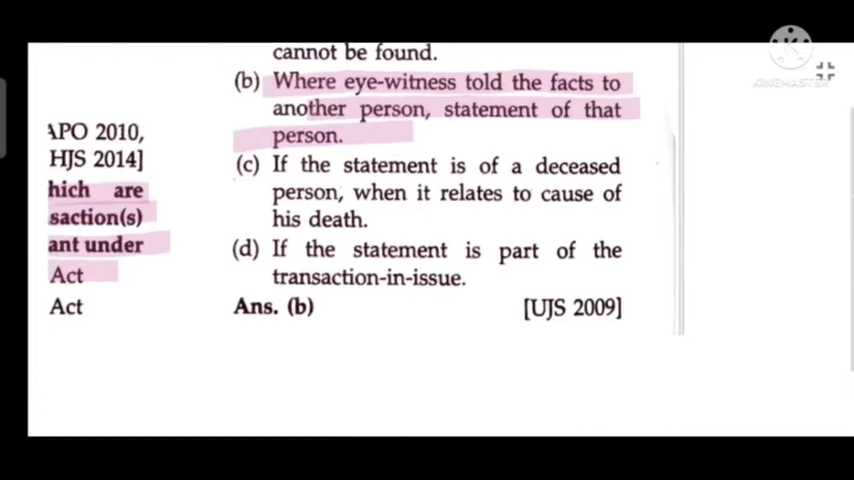 KINEMASTER
APO 2010,
HJS 2014]
hich are
saction(s)
ant under
Act
Act
cannot be found.
(b) Where eye-witness told the facts to
another person, statement of that
person.
(c) If the statement is of a deceased
person, when it relates to cause of
his death.
(d) If the statement is part of the
transaction-in-issue.
Ans. (b) [UJS 2009]